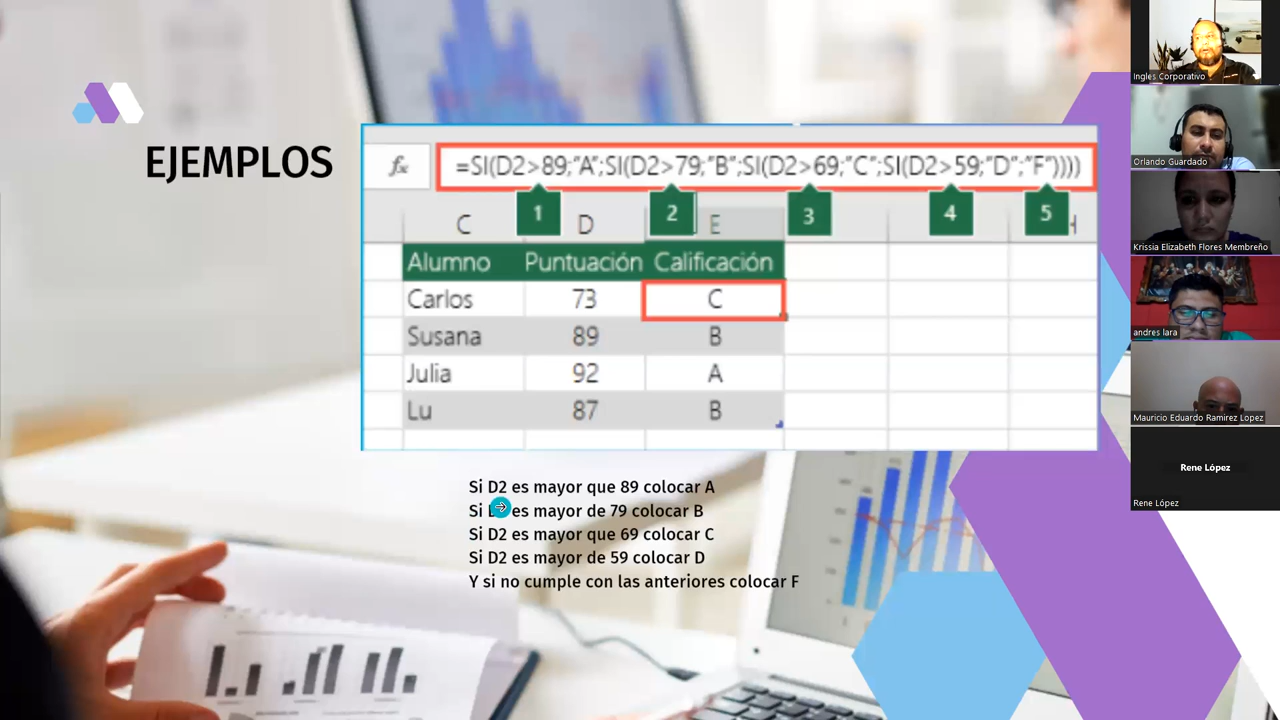 EJEMPLOS
fx =SI(D2>89;"A";SI(D2>79;"B";SI(D2>69;"C";SI(D2>59;"D";"F"))))
1 2 3 4 5
C D E H
Alumno Puntuación Calificación
Carlos 73 C
Susana 89 B
Julia 92 A
Lu 87 B
Si D2 es mayor que 89 colocar A
Si es mayor de 79 colocar B
Si D2 es mayor que 69 colocar C
Si D2 es mayor de 59 colocar D
Y si no cumple con las anteriores colocar F
Ingles Corporativo
Orlando Guardado
Krissia Elizabeth Flores Membreño
andres lara
Mauricio Eduardo Ramirez Lopez
Rene López
Rene López